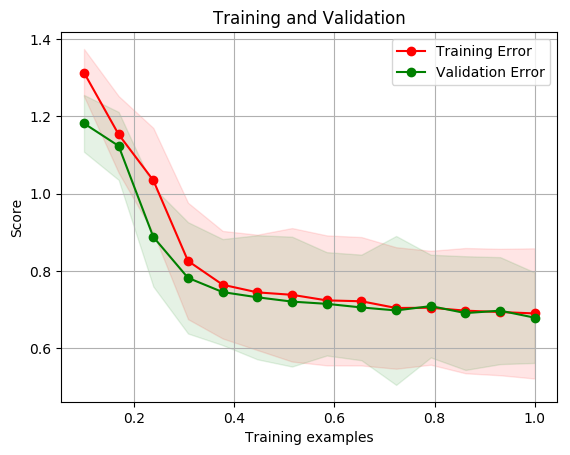 Training and Validation
Training Error
Validation Error
1.4
1.2
1.0
0.8
0.6
Score
0.2
0.4
0.6
0.8
1.0
Training examples